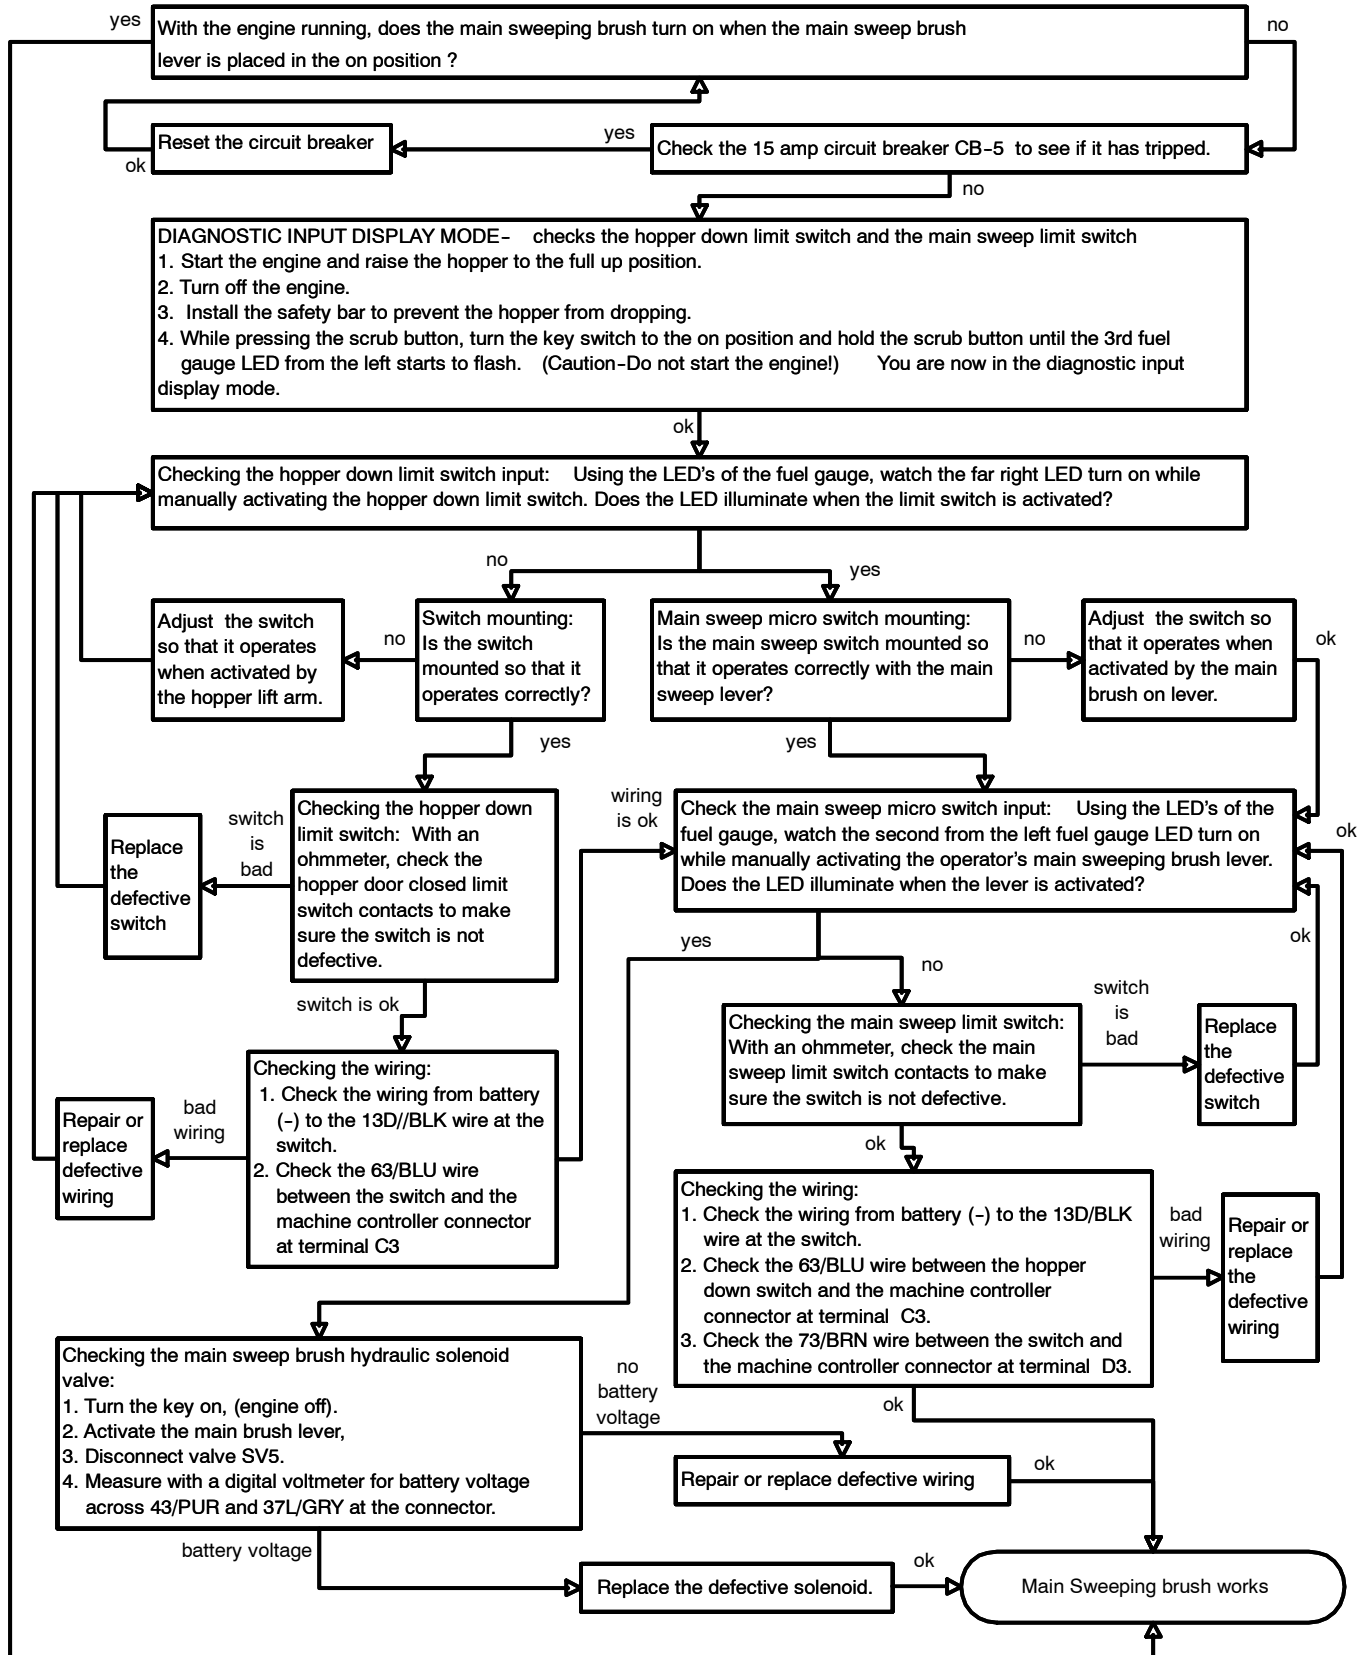 yes
With the engine running, does the main sweeping brush turn on when the main sweep brush
lever is placed in the on position ?
no
Reset the circuit breaker
ok
yes
Check the 15 amp circuit breaker CB-5 to see if it has tripped.
no
DIAGNOSTIC INPUT DISPLAY MODE- checks the hopper down limit switch and the main sweep limit switch
1. Start the engine and raise the hopper to the full up position.
2. Turn off the engine.
3. Install the safety bar to prevent the hopper from dropping.
4. While pressing the scrub button, turn the key switch to the on position and hold the scrub button until the 3rd fuel
gauge LED from the left starts to flash. (Caution-Do not start the engine!) You are now in the diagnostic input
display mode.
ok
Checking the hopper down limit switch input: Using the LED's of the fuel gauge, watch the far right LED turn on while
manually activating the hopper down limit switch. Does the LED illuminate when the limit switch is activated?
no
yes
Adjust the switch
so that it operates
when activated by
the hopper lift arm.
no
Switch mounting:
Is the switch
mounted so that it
operates correctly?
Main sweep micro switch mounting:
Is the main sweep switch mounted so
that it operates correctly with the main
sweep lever?
no
Adjust the switch so
that it operates when
activated by the main
brush on lever.
ok
yes
yes
Replace
the
defective
switch
switch
is
bad
Checking the hopper down
limit switch: With an
ohmmeter, check the
hopper door closed limit
switch contacts to make
sure the switch is not
defective.
wiring
is ok
Check the main sweep micro switch input: Using the LED's of the
fuel gauge, watch the second from the left fuel gauge LED turn on
while manually activating the operator's main sweeping brush lever.
Does the LED illuminate when the lever is activated?
ok
ok
yes
no
switch is ok
Checking the main sweep limit switch:
With an ohmmeter, check the main
sweep limit switch contacts to make
sure the switch is not defective.
switch
is
bad
Replace
the
defective
switch
Repair or
replace
defective
wiring
bad
wiring
Checking the wiring:
1. Check the wiring from battery
(-) to the 13D//BLK wire at the
switch.
2. Check the 63/BLU wire
between the switch and the
machine controller connector
at terminal C3
ok
Checking the wiring:
1. Check the wiring from battery (-) to the 13D/BLK
wire at the switch.
2. Check the 63/BLU wire between the hopper
down switch and the machine controller
connector at terminal C3.
3. Check the 73/BRN wire between the switch and
the machine controller connector at terminal D3.
bad
wiring
Repair or
replace
the
defective
wiring
Checking the main sweep brush hydraulic solenoid
valve:
1. Turn the key on, (engine off).
2. Activate the main brush lever,
3. Disconnect valve SV5.
4. Measure with a digital voltmeter for battery voltage
across 43/PUR and 37L/GRY at the connector.
no
battery
voltage
ok
Repair or replace defective wiring
ok
battery voltage
Replace the defective solenoid.
ok
Main Sweeping brush works